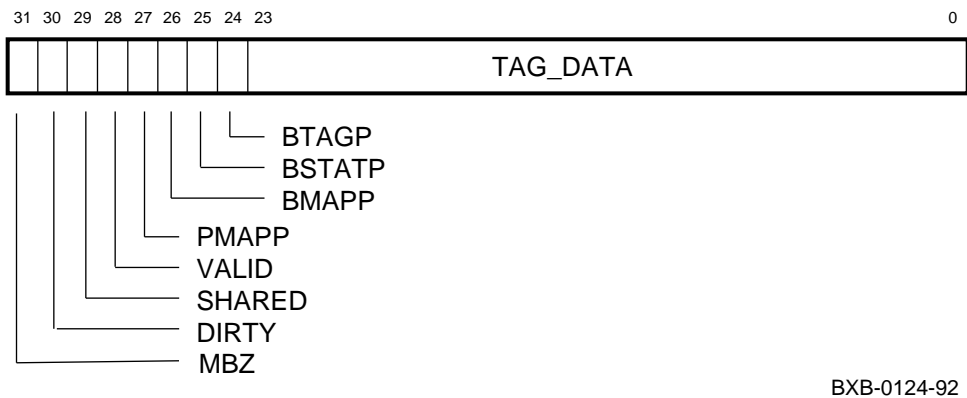 31 30 29 28 27 26 25 24 23 0
TAG_DATA
BTAGP
BSTATP
BMAPP
PMAPP
VALID
SHARED
DIRTY
MBZ
BXB-0124-92